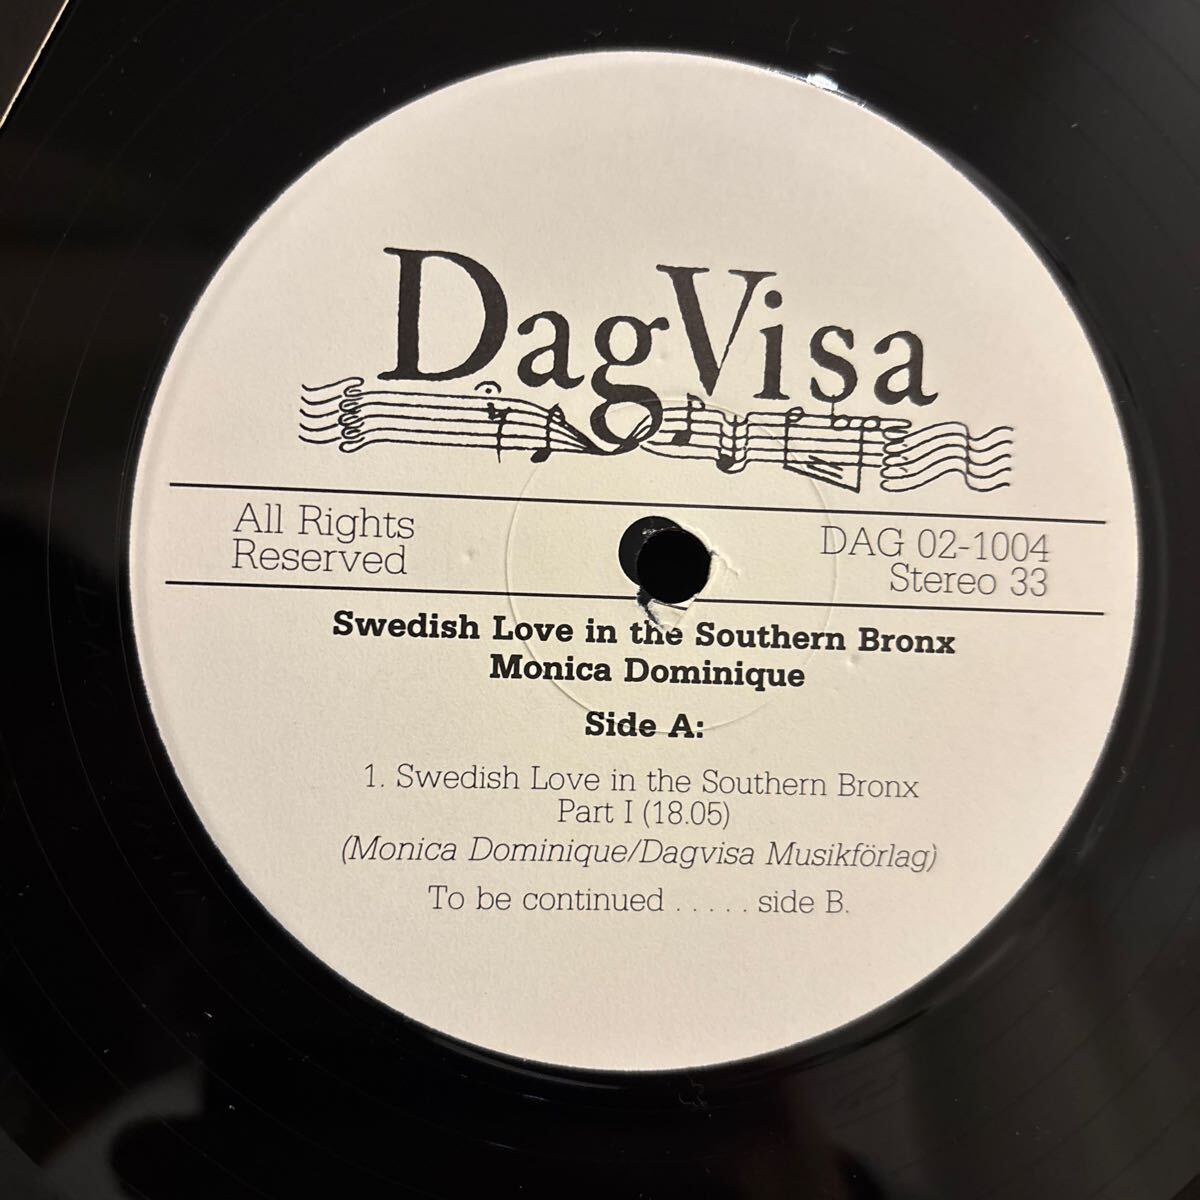 DagVisa
All Rights
Reserved
DAG 02-1004
Stereo 33
Swedish Love in the Southern Bronx
Monica Dominique
Side A:
1. Swedish Love in the Southern Bronx
Part I (18.05)
(Monica Dominique/Dagvisa Musikförlag)
To be continued ..... side B.